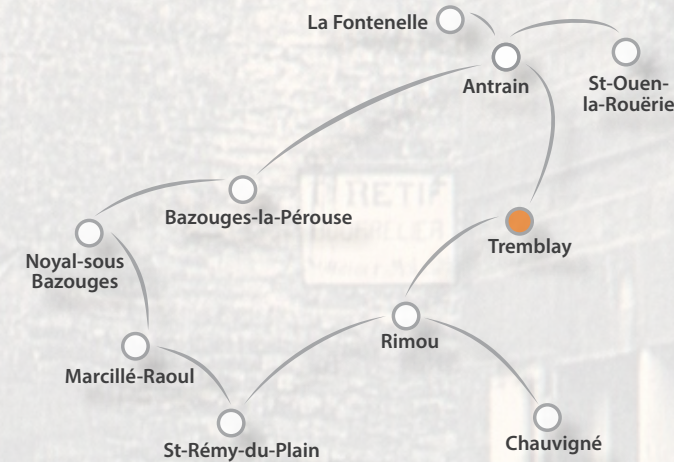 La Fontenelle
Antrain
St-Ouen-
la-Rouërie
Bazouges-la-Pérouse
Tremblay
Noyal-sous
Bazouges
Rimou
Marcillé-Raoul
St-Rémy-du-Plain
Chauvigné
RETIF